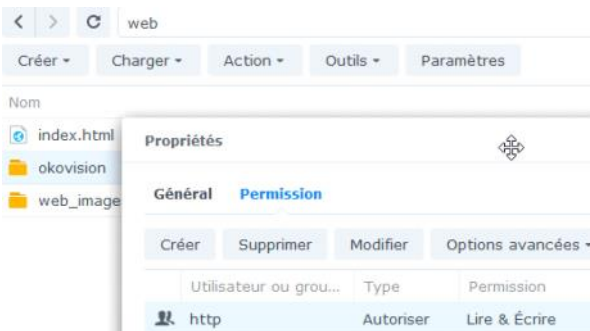 web
Créer Charger Action Outils Paramètres
Nom
index.html
Propriétés
okovision
Général Permission
web_image
Créer Supprimer Modifier Options avancées
Utilisateur ou grou... Type Permission
http Autoriser Lire & Écrire